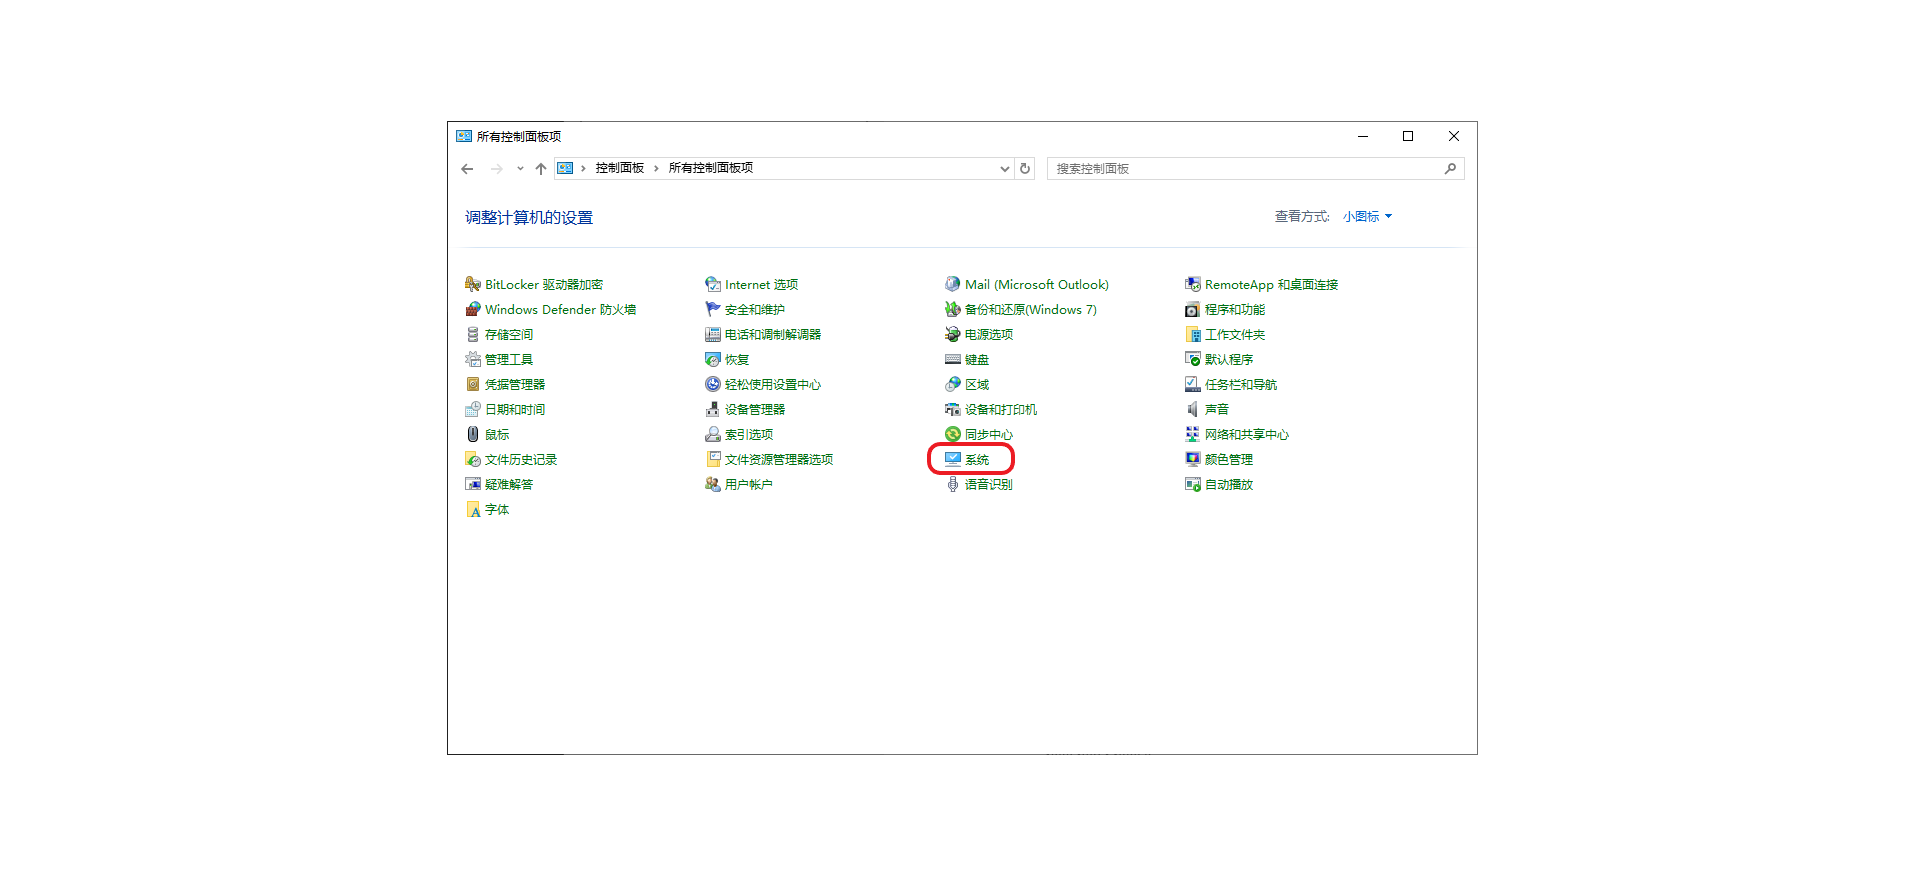 所有控制面板项
控制面板 所有控制面板项 搜索控制面板
调整计算机的设置 查看方式: 小图标
BitLocker 驱动器加密 Internet 选项 Mail (Microsoft Outlook) RemoteApp 和桌面连接
Windows Defender 防火墙 安全和维护 备份和还原(Windows 7) 程序和功能
存储空间 电话和调制解调器 电源选项 工作文件夹
管理工具 恢复 键盘 默认程序
凭据管理器 轻松使用设置中心 区域 任务栏和导航
日期和时间 设备管理器 设备和打印机 声音
鼠标 索引选项 同步中心 网络和共享中心
文件历史记录 文件资源管理器选项 系统 颜色管理
疑难解答 用户帐户 语音识别 自动播放
字体